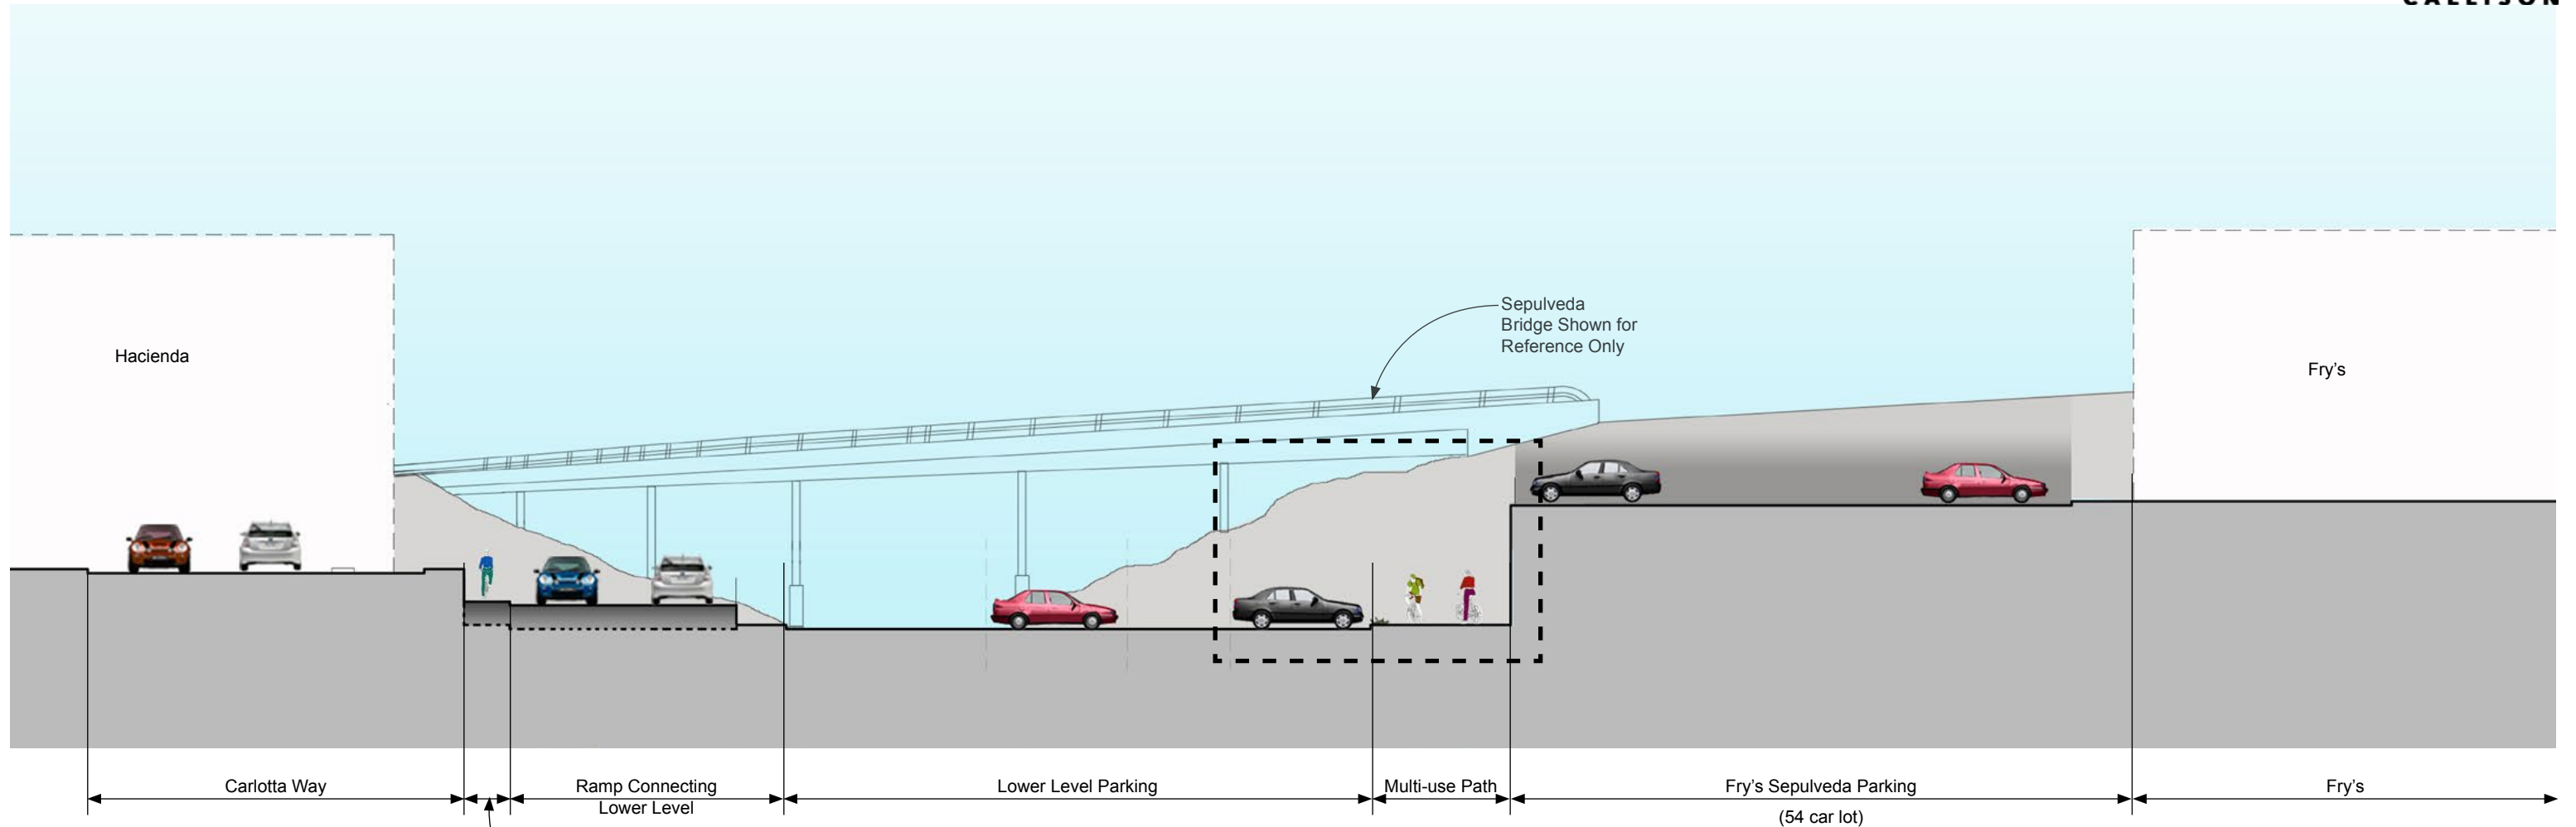 CALLISON
Sepulveda
Bridge Shown for
Reference Only
Hacienda
Fry's
Carlotta Way
Ramp Connecting
Lower Level
Lower Level Parking
Multi-use Path
Fry's Sepulveda Parking
(54 car lot)
Fry's